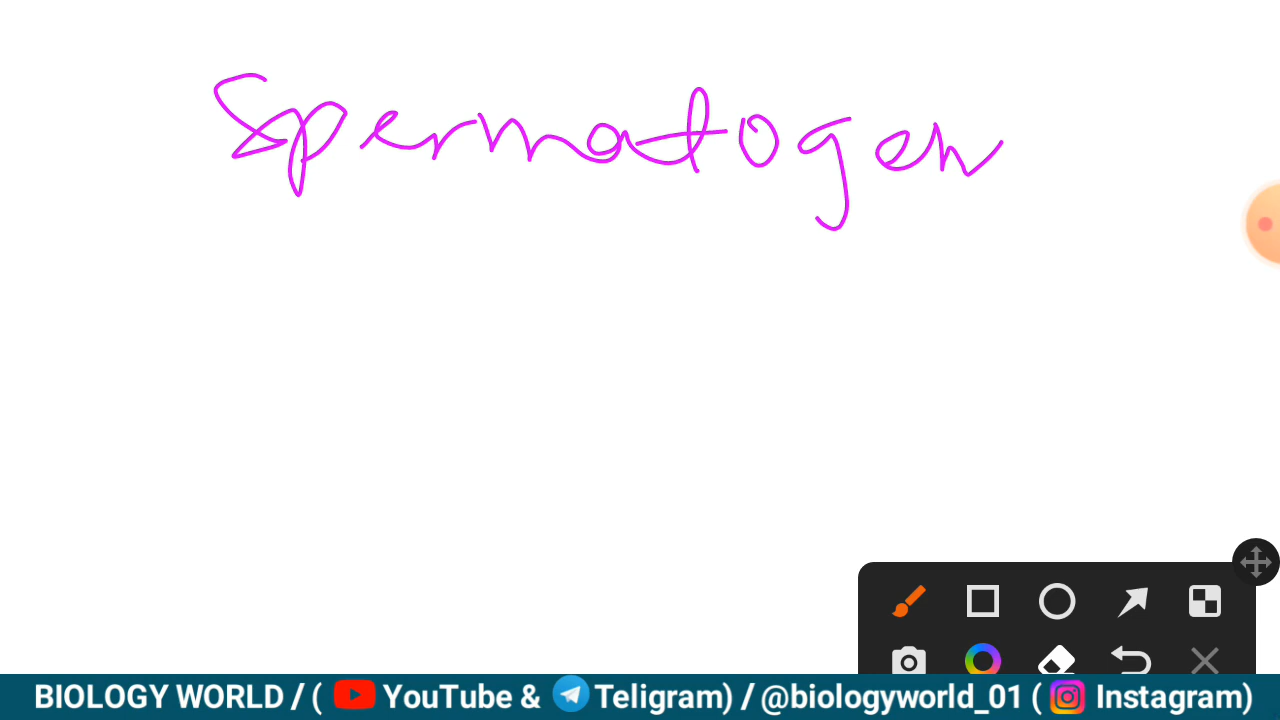 Spermatogen
BIOLOGY WORLD / ( YouTube & Teligram) / @biologyworld_01 ( Instagram)